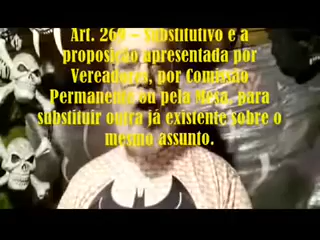 Art. 264 – Substitutivo é a
proposição apresentada por
Vereadores, por Comissão
Permanente ou pela Mesa, para
substituir outra já existente sobre o
mesmo assunto.